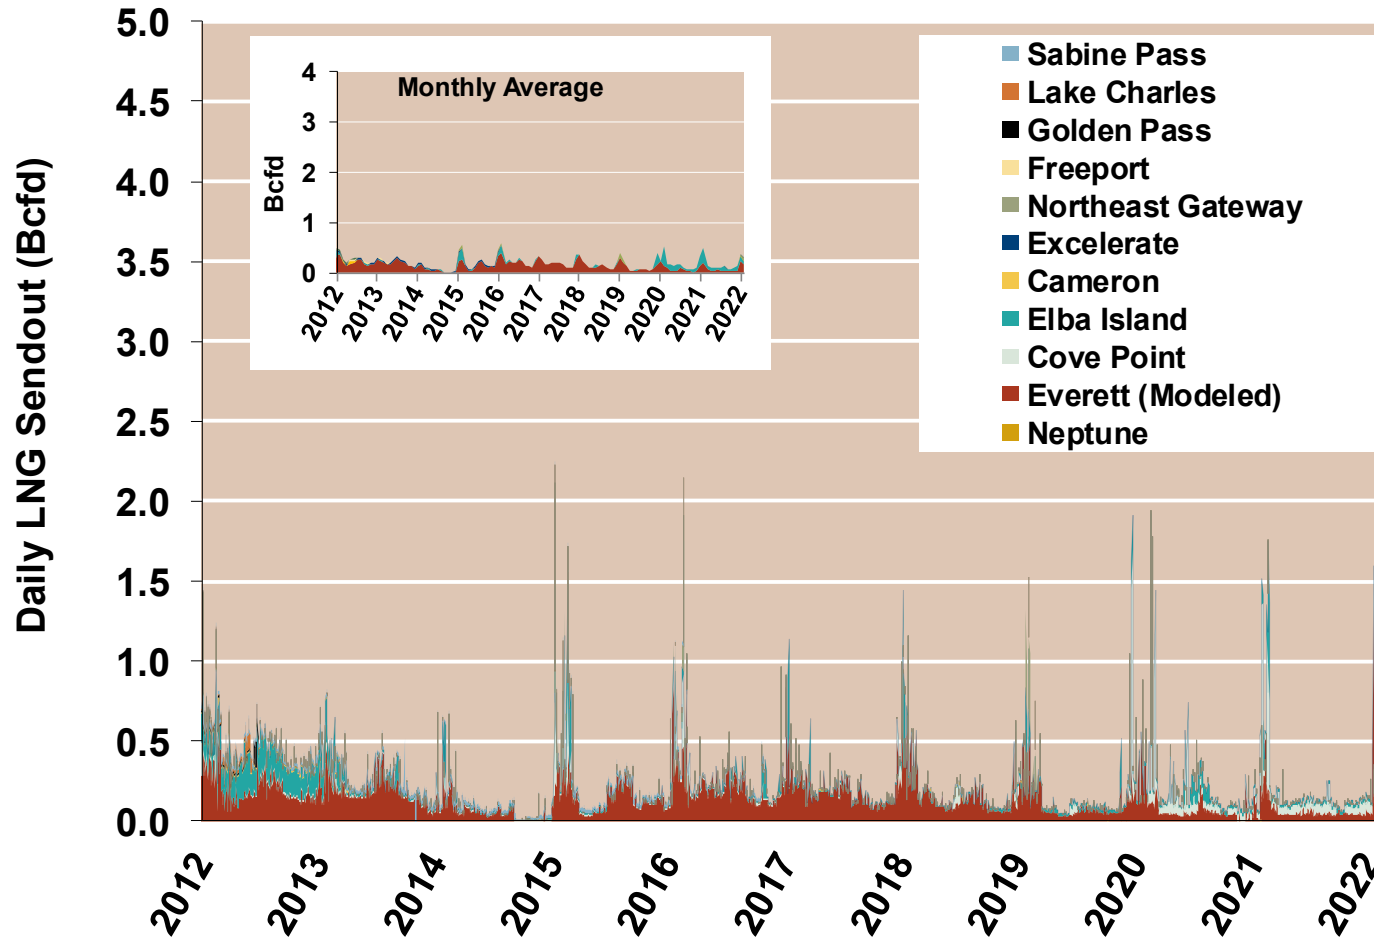 Daily LNG Sendout (Bcfd)
5.0
4.5
4.0
3.5
3.0
2.5
2.0
1.5
1.0
0.5
0.0
2012
2013
2014
2015
2016
2017
2018
2019
2020
2021
2022
Monthly Average
Bcfd
4
3
2
1
0
2012
2013
2014
2015
2016
2017
2018
2019
2020
2021
2022
Sabine Pass
Lake Charles
Golden Pass
Freeport
Northeast Gateway
Excelerate
Cameron
Elba Island
Cove Point
Everett (Modeled)
Neptune